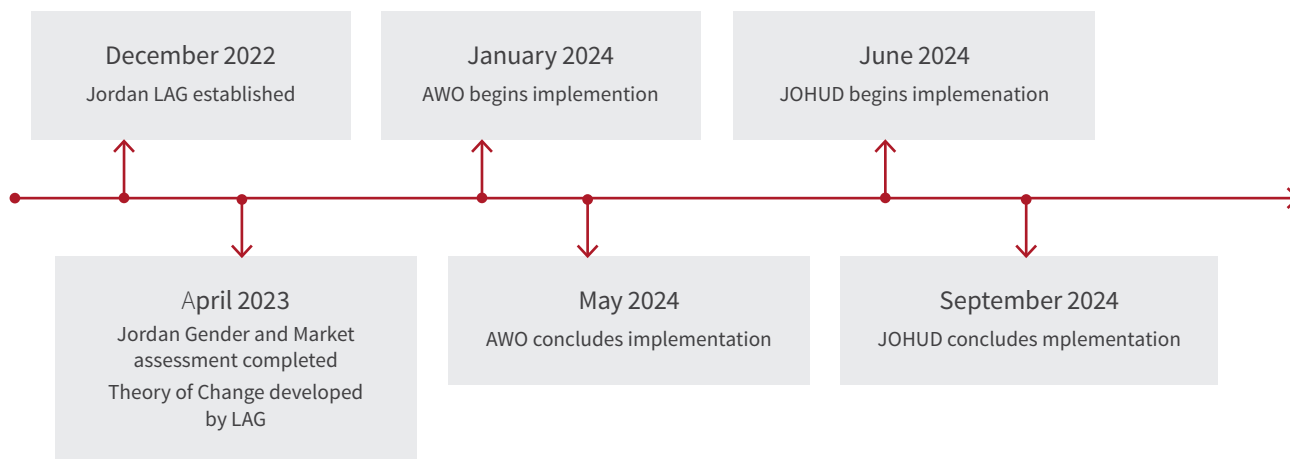 December 2022
Jordan LAG established
January 2024
AWO begins implemention
June 2024
JOHUD begins implemenation
April 2023
Jordan Gender and Market
assessment completed
Theory of Change developed
by LAG
May 2024
AWO concludes implementation
September 2024
JOHUD concludes mplementation